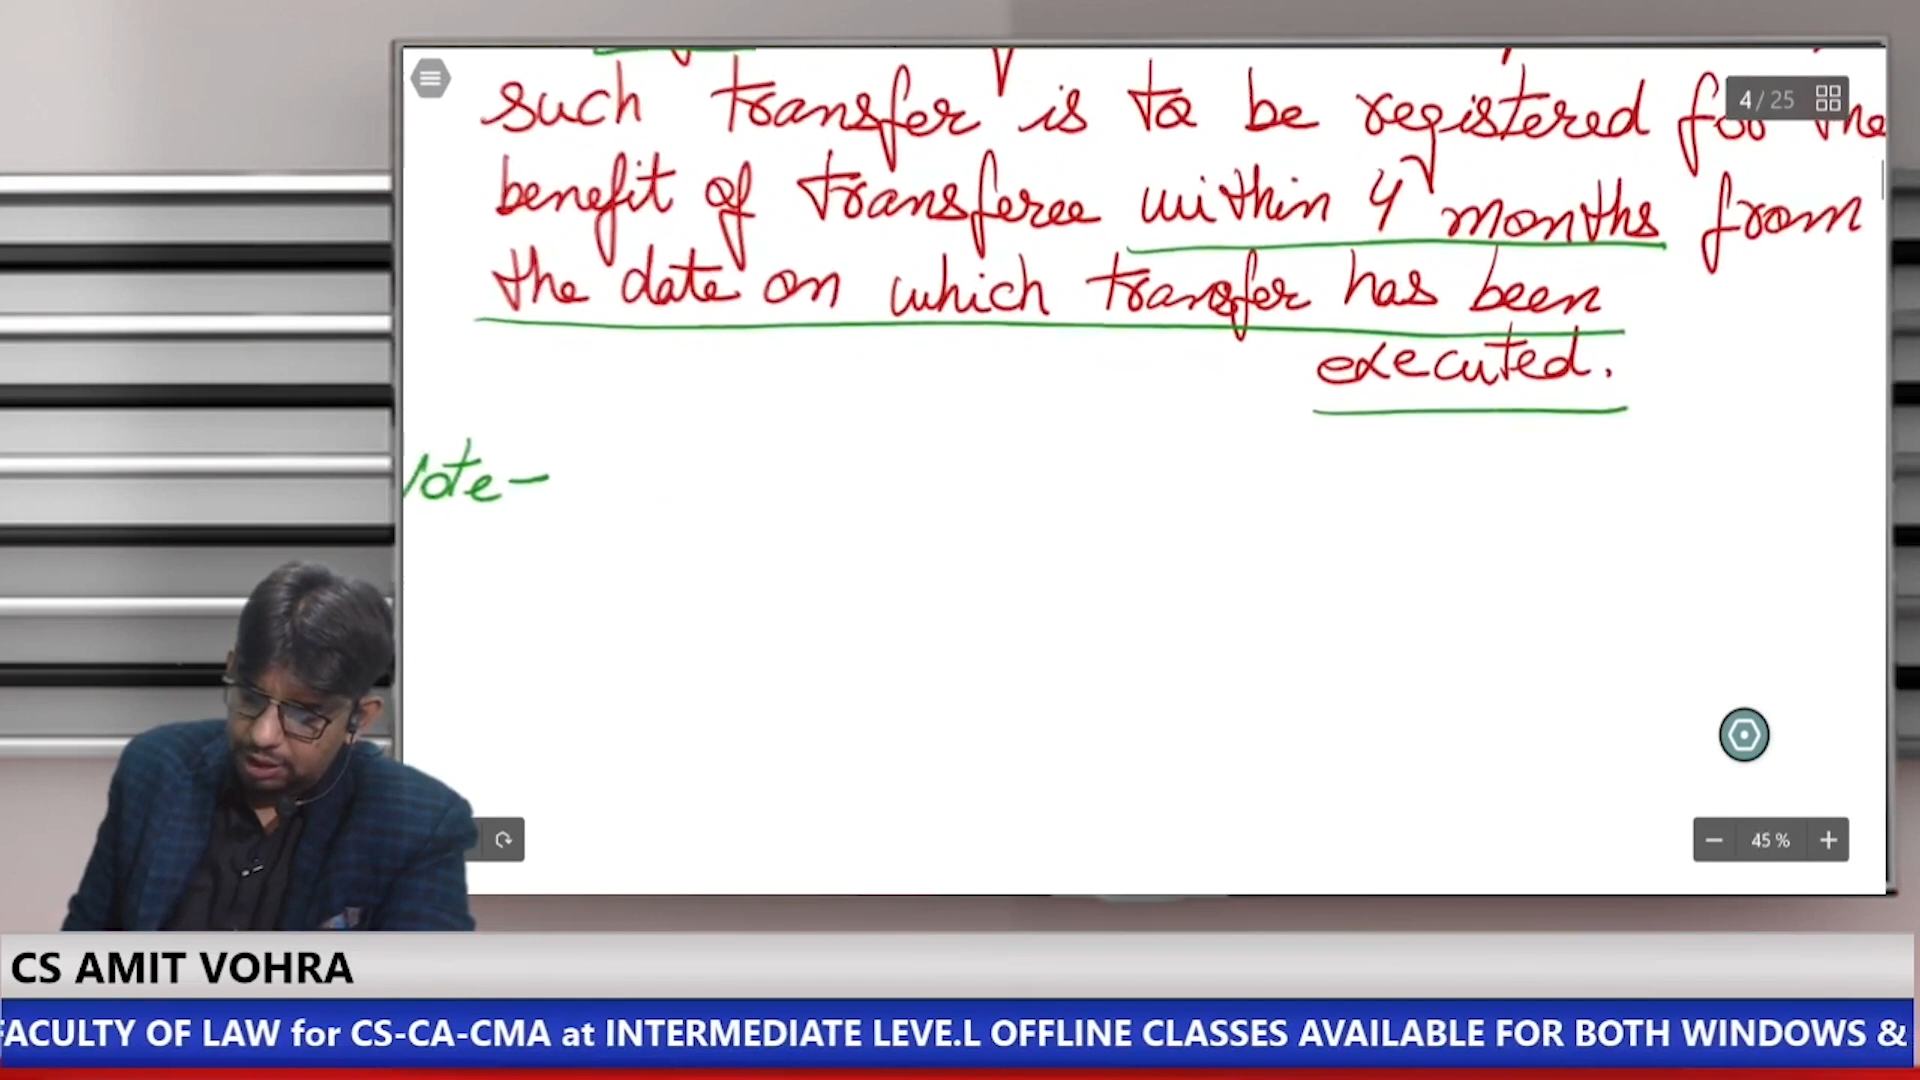 4 / 25
such transfer is to be registered for the
benefit of transferee within 4 months from
the date on which transfer has been
executed.
Note-
45 %
CS AMIT VOHRA
FACULTY OF LAW for CS-CA-CMA at INTERMEDIATE LEVE.L OFFLINE CLASSES AVAILABLE FOR BOTH WINDOWS &